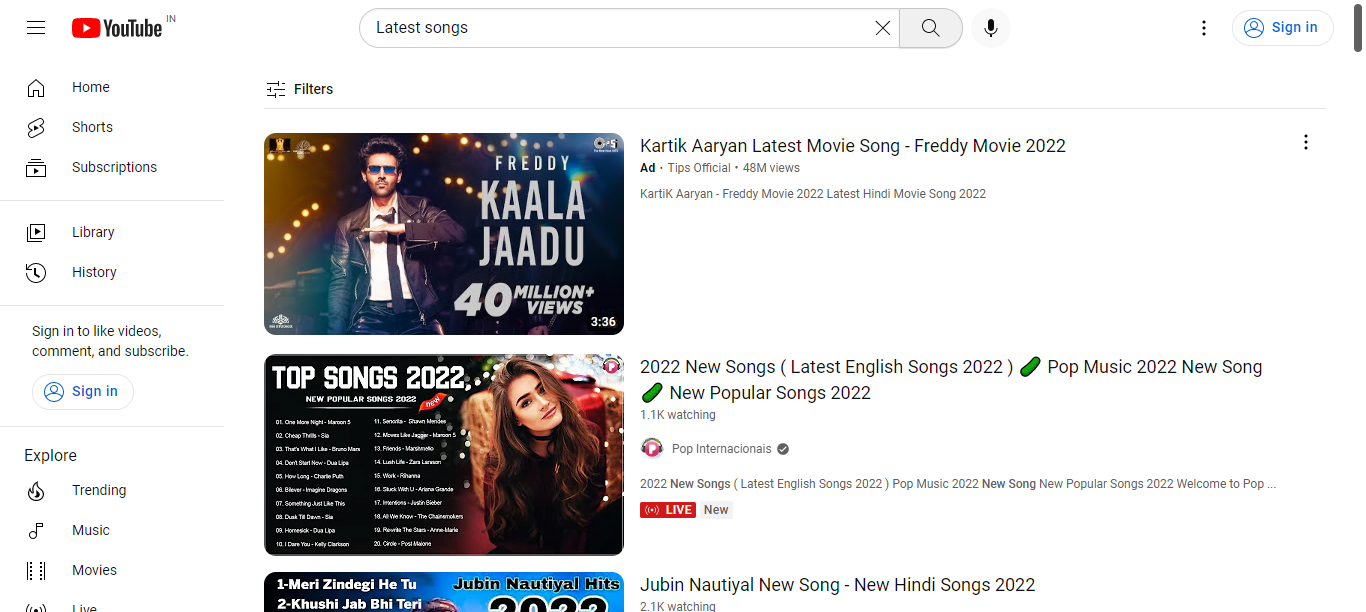 YouTube IN
Latest songs
Sign in
Home
Shorts
Subscriptions
Library
History
Sign in to like videos,
comment, and subscribe.
Sign in
Explore
Trending
Music
Movies
Live
Filters
FREDDY
KAALA
JAADU
40 MILLION+
VIEWS
3:36
Kartik Aaryan Latest Movie Song - Freddy Movie 2022
Ad · Tips Official · 48M views
KartiK Aaryan - Freddy Movie 2022 Latest Hindi Movie Song 2022
TOP SONGS 2022,
NEW POPULAR SONGS 2022 new
01. One More Night - Maroon 5
02. Cheap Thrills - Sia
03. That's What I Like - Bruno Mars
04. Don't Start Now - Dua Lipa
05. How Long - Charlie Puth
06. Bliever - Imagine Dragons
07. Something Just Like This
08. Dusk Till Dawn - Sia
09. Homesick - Dua Lipa
10. I Dare You - Kelly Clarkson
11. Senorita - Shawn Mendes
12. Moves Like Jagger - Maroon 5
13. Friends - Marshmello
14. Lush Life - Zara Larsson
15. Work - Rihanna
16. Stuck With U - Ariana Grande
17. Intentions - Justin Bieber
18. All We Know - The Chainsmokers
19. Rewrite The Stars - Anne-Marie
20. Circle - Post Malone
2022 New Songs ( Latest English Songs 2022 ) 🥒 Pop Music 2022 New Song
🥒 New Popular Songs 2022
1.1K watching
Pop Internacionais
2022 New Songs ( Latest English Songs 2022 ) Pop Music 2022 New Song New Popular Songs 2022 Welcome to Pop ...
LIVE New
1-Meri Zindegi He Tu
2-Khushi Jab Bhi Teri
Jubin Nautiyal Hits
2022
Jubin Nautiyal New Song - New Hindi Songs 2022
2.1K watching